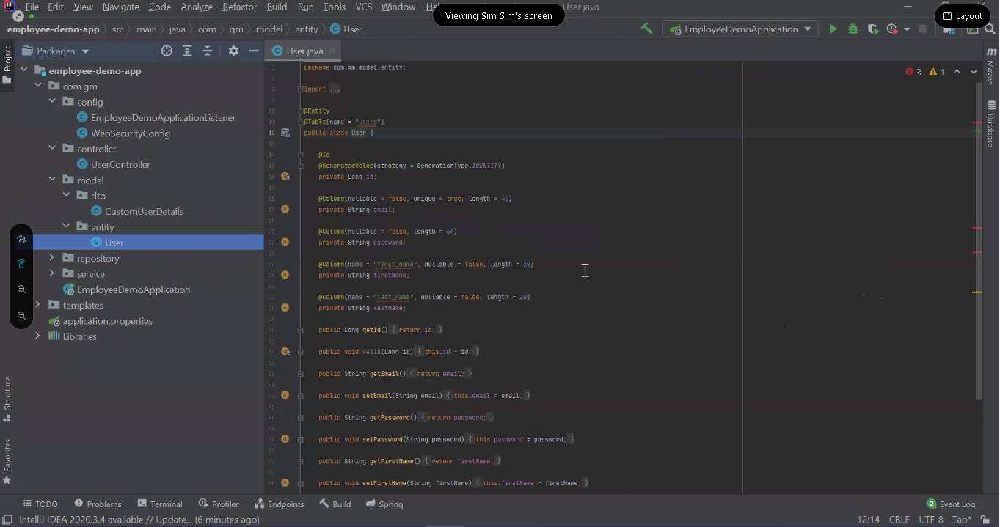 File Edit View Navigate Code Analyze Refactor Build Run Tools VCS Window User.java
Viewing Sim Sim's screen
Layout
employee-demo-app src main java com gm model entity User
EmployeeDemoApplication
Project
Packages
User.java
Maven
Database
3 1
employee-demo-app
com.gm
config
EmployeeDemoApplicationListener
WebSecurityConfig
controller
UserController
model
dto
CustomUserDetails
entity
User
repository
service
EmployeeDemoApplication
templates
application.properties
Libraries
Structure
Favorites
package com.gm.model.entity;
import ...
@Entity
@Table(name = "users")
public class User {
@Id
@GeneratedValue(strategy = GenerationType.IDENTITY)
private Long id;
@Column(nullable = false, unique = true, length = 45)
private String email;
@Column(nullable = false, length = 64)
private String password;
@Column(name = "first_name", nullable = false, length = 20)
private String firstName;
@Column(name = "last_name", nullable = false, length = 20)
private String lastName;
public Long getId() { return id; }
public void setId(Long id) { this.id = id; }
public String getEmail() { return email; }
public void setEmail(String email) { this.email = email; }
public String getPassword() { return password; }
public void setPassword(String password) { this.password = password; }
public String getFirstName() { return firstName; }
public void setFirstName(String firstName) { this.firstName = firstName; }
TODO Problems Terminal Profiler Endpoints Build Spring
2 Event Log
IntelliJ IDEA 2020.3.4 available // Update... (6 minutes ago)
12:14 CRLF UTF-8 Tab*